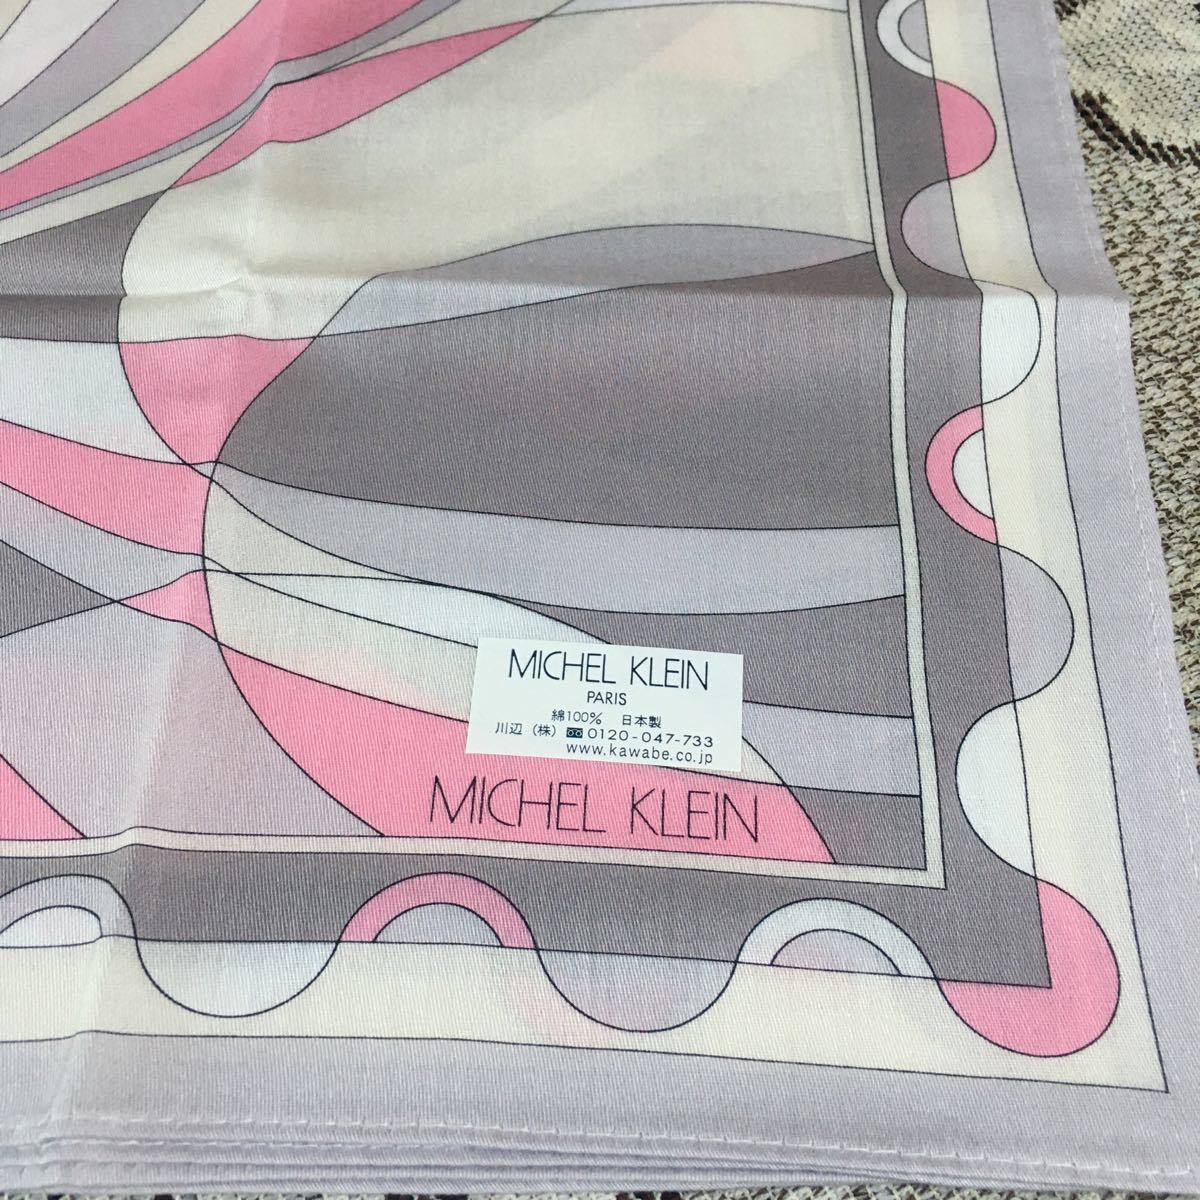 MICHEL KLEIN
PARIS
綿100% 日本製
川辺（株）0120-047-733
www.kawabe.co.jp
MICHEL KLEIN